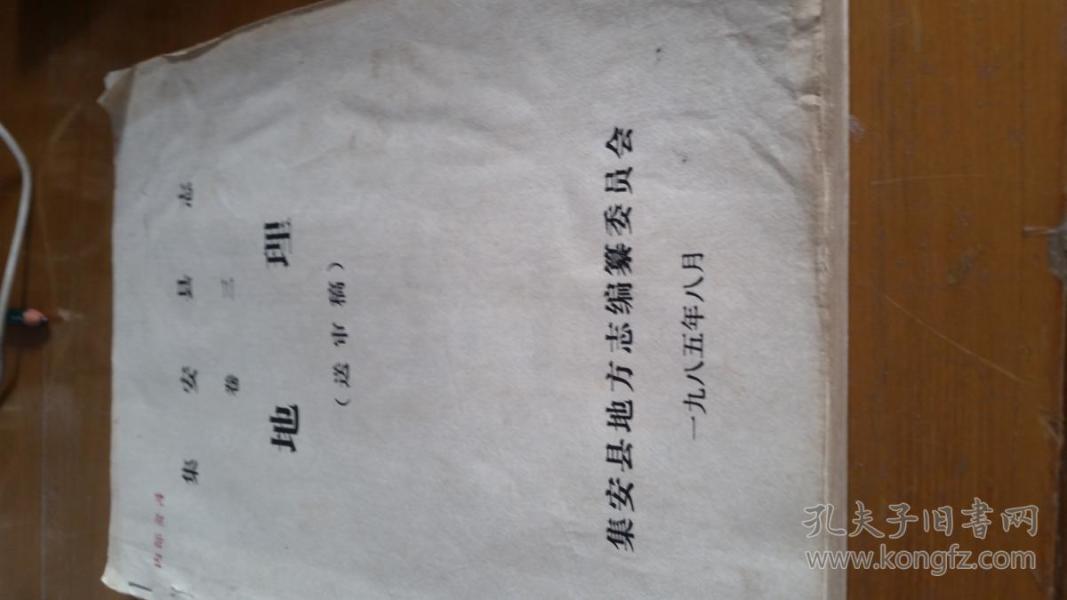 内部资料
集安县志
卷三
地理
（送审稿）
集安县地方志编纂委员会
一九八五年八月
孔夫子旧書网
www.kongfz.com